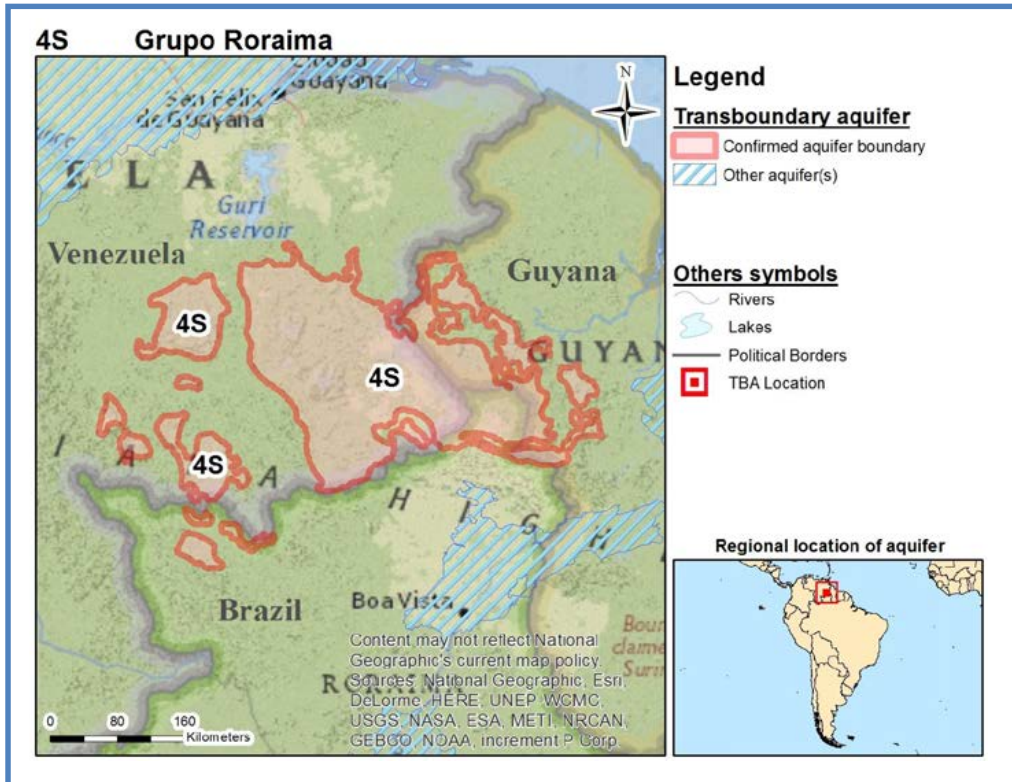 4S Grupo Roraima
Guayana
San Félix
de Guayana
N
E L A
Guri
Reservoir
Venezuela
Guyana
4S
GUYAN
4S
4S
I A A
H I G H
Brazil
Boa Vista
RORAIMA
Content may not reflect National
Geographic's current map policy.
Sources: National Geographic, Esri,
DeLorme, HERE, UNEP-WCMC,
USGS, NASA, ESA, METI, NRCAN,
GEBCO, NOAA, increment P Corp.
0 80 160
Kilometers
Legend
Transboundary aquifer
Confirmed aquifer boundary
Other aquifer(s)
Others symbols
Rivers
Lakes
Political Borders
TBA Location
Regional location of aquifer